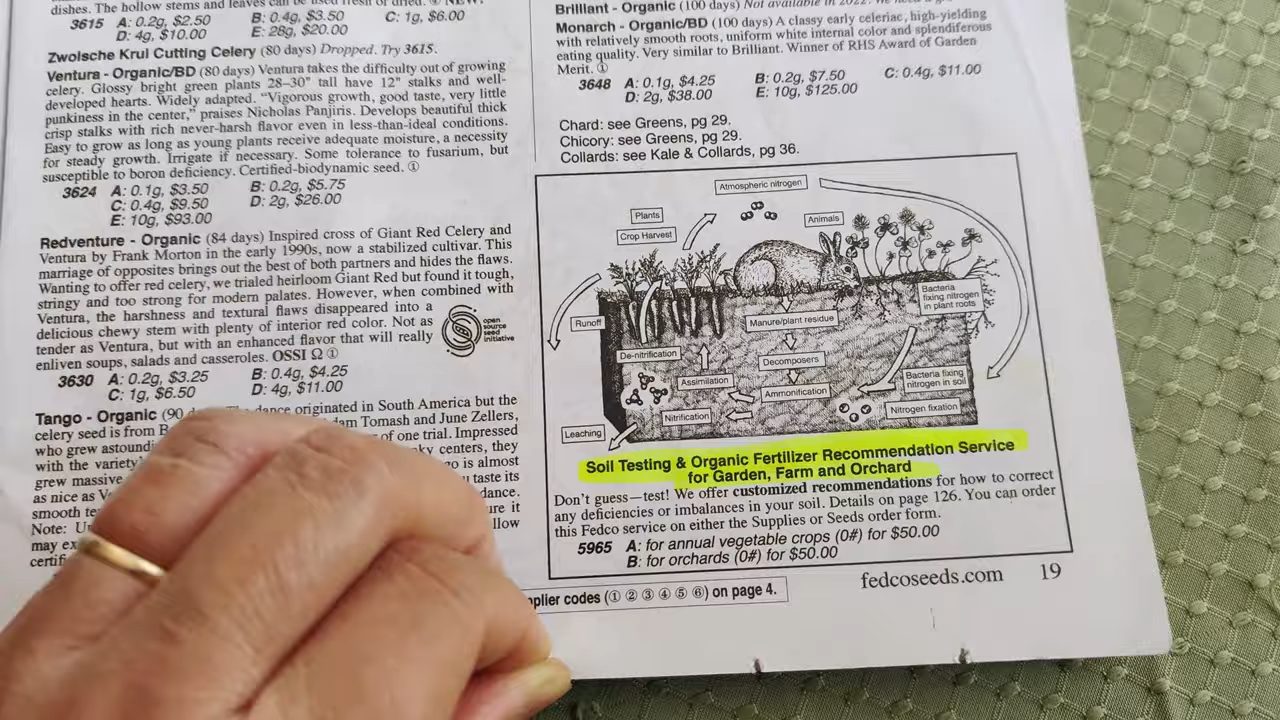 dishes. The hollow stems and leaves can be used fresh or dried.
3615 A: 0.2g, $2.50 B: 0.4g, $3.50 C: 1g, $6.00
D: 4g, $10.00 E: 28g, $20.00
Zwolsche Krul Cutting Celery (80 days) Dropped. Try 3615.
Ventura - Organic/BD (80 days) Ventura takes the difficulty out of growing
celery. Glossy bright green plants 28–30" tall have 12" stalks and well-
developed hearts. Widely adapted. “Vigorous growth, good taste, very little
punkiness in the center,” praises Nicholas Panjiris. Develops beautiful thick
crisp stalks with rich never-harsh flavor even in less-than-ideal conditions.
Easy to grow as long as young plants receive adequate moisture, a necessity
for steady growth. Irrigate if necessary. Some tolerance to fusarium, but
susceptible to boron deficiency. Certified-biodynamic seed. ①
3624 A: 0.1g, $3.50 B: 0.2g, $5.75
C: 0.4g, $9.50 D: 2g, $26.00
E: 10g, $93.00
Redventure - Organic (84 days) Inspired cross of Giant Red Celery and
Ventura by Frank Morton in the early 1990s, now a stabilized cultivar. This
marriage of opposites brings out the best of both partners and hides the flaws.
Wanting to offer red celery, we trialed heirloom Giant Red but found it tough,
stringy and too strong for modern palates. However, when combined with
Ventura, the harshness and textural flaws disappeared into a
delicious chewy stem with plenty of interior red color. Not as
tender as Ventura, but with an enhanced flavor that will really
enliven soups, salads and casseroles. OSSI Ω ①
open
source
seed
initiative
3630 A: 0.2g, $3.25 B: 0.4g, $4.25
C: 1g, $6.50 D: 4g, $11.00
Tango - Organic (90 dance originated in South America but the
celery seed is from Adam Tomash and June Zellers,
who grew of one trial. Impressed
with the variety centers, they
grew massive is almost
as nice as taste its
smooth dance.
Note: ure it
may llow
Brilliant - Organic (100 days) Not available in 2022.
Monarch - Organic/BD (100 days) A classy early celeriac, high-yielding
with relatively smooth roots, uniform white internal color and splendiferous
eating quality. Very similar to Brilliant. Winner of RHS Award of Garden
Merit. ①
3648 A: 0.1g, $4.25 B: 0.2g, $7.50 C: 0.4g, $11.00
D: 2g, $38.00 E: 10g, $125.00
Chard: see Greens, pg 29.
Chicory: see Greens, pg 29.
Collards: see Kale & Collards, pg 36.
Atmospheric nitrogen
Plants
Crop Harvest
Animals
Bacteria
fixing nitrogen
in plant roots
Runoff
Manure/plant residue
De-nitrification
Decomposers
Assimilation
Ammonification
Bacteria fixing
nitrogen in soil
Nitrification
Nitrogen fixation
Leaching
Soil Testing & Organic Fertilizer Recommendation Service
for Garden, Farm and Orchard
Don’t guess—test! We offer customized recommendations for how to correct
any deficiencies or imbalances in your soil. Details on page 126. You can order
this Fedco service on either the Supplies or Seeds order form.
5965 A: for annual vegetable crops (0#) for $50.00
B: for orchards (0#) for $50.00
codes (① ② ③ ④ ⑤ ⑥) on page 4.
fedcoseeds.com 19